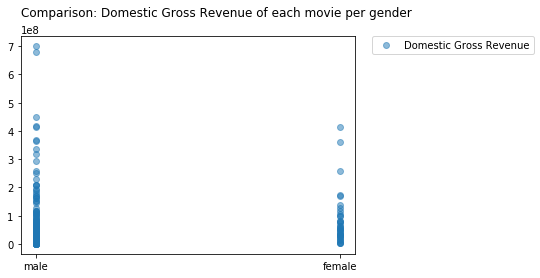 Comparison: Domestic Gross Revenue of each movie per gender
1e8
Domestic Gross Revenue
7
6
5
4
3
2
1
0
male
female